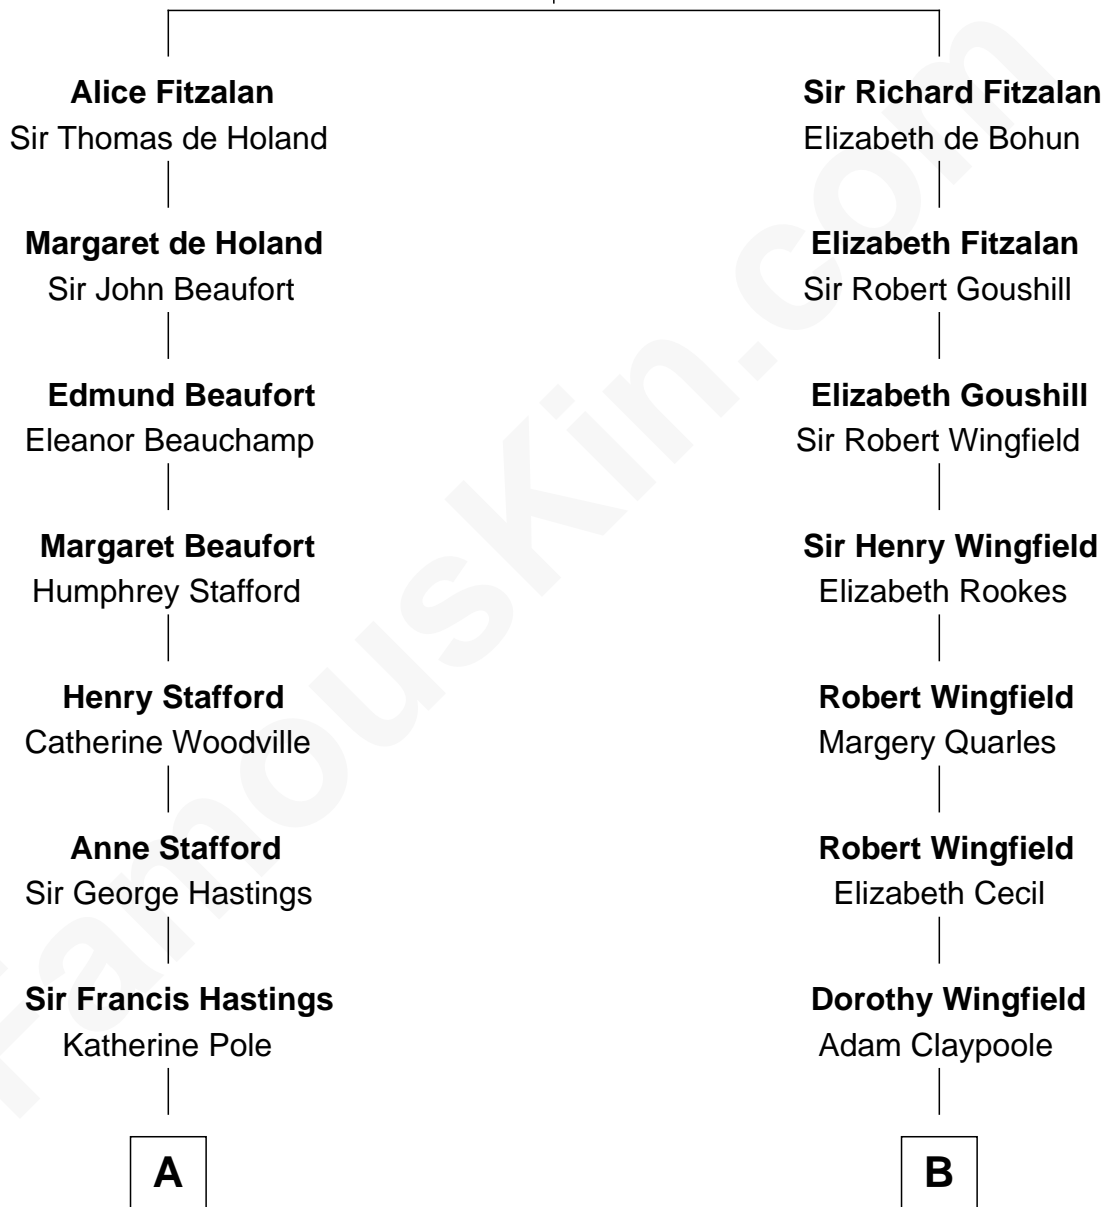 Alice Fitzalan
Sir Thomas de Holand
Margaret de Holand
Sir John Beaufort
Edmund Beaufort
Eleanor Beauchamp
Margaret Beaufort
Humphrey Stafford
Henry Stafford
Catherine Woodville
Anne Stafford
Sir George Hastings
Sir Francis Hastings
Katherine Pole
A
Sir Richard Fitzalan
Elizabeth de Bohun
Elizabeth Fitzalan
Sir Robert Goushill
Elizabeth Goushill
Sir Robert Wingfield
Sir Henry Wingfield
Elizabeth Rookes
Robert Wingfield
Margery Quarles
Robert Wingfield
Elizabeth Cecil
Dorothy Wingfield
Adam Claypoole
B
FamousKin.com